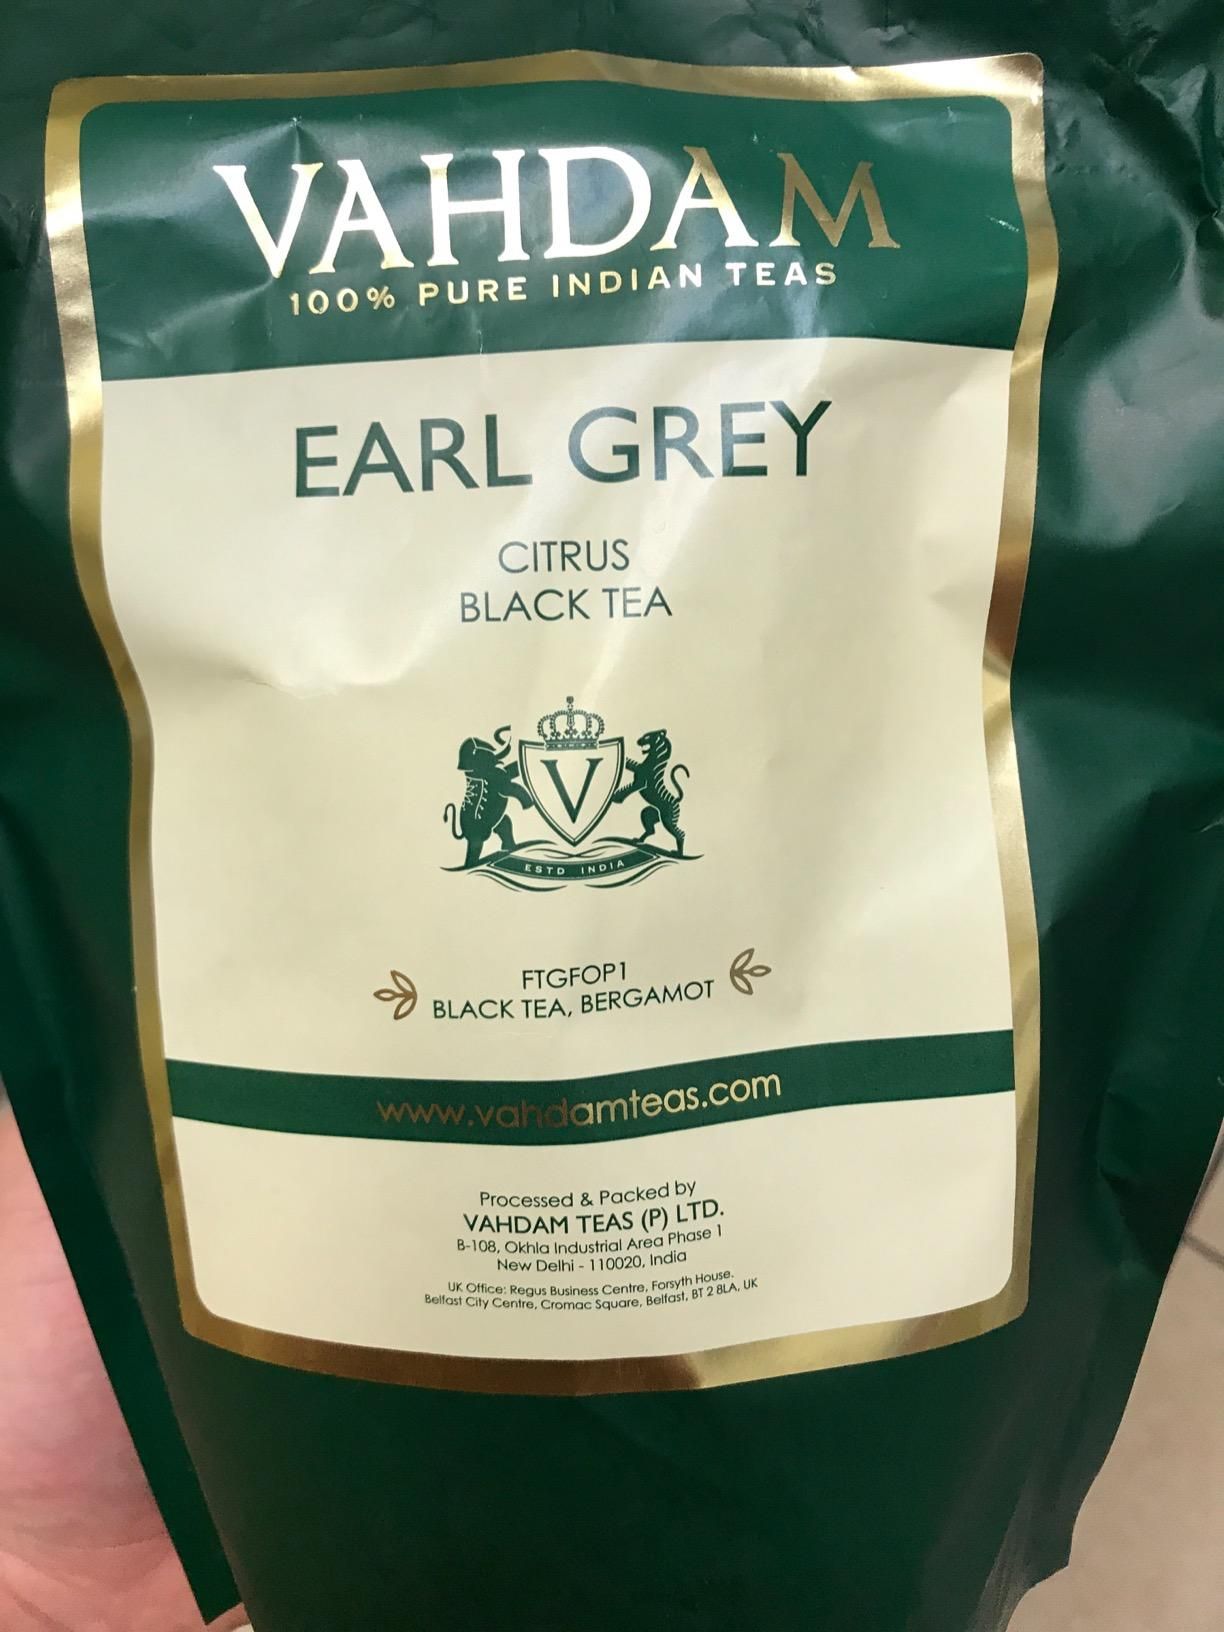 VAHDAM
100% PURE INDIAN TEAS
EARL GREY
CITRUS
BLACK TEA
V
ESTD INDIA
FTGFOP1
BLACK TEA, BERGAMOT
www.vahdamteas.com
Processed & Packed by
VAHDAM TEAS (P) LTD.
B-108, Okhla Industrial Area Phase 1
New Delhi - 110020, India
UK Office: Regus Business Centre, Forsyth House.
Belfast City Centre, Cromac Square, Belfast, BT 2 8LA, UK